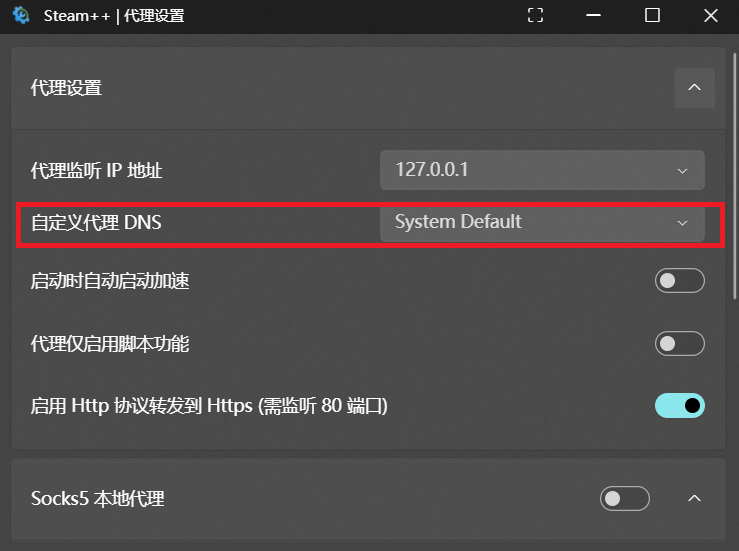 Steam++ | 代理设置
代理设置
代理监听 IP 地址 127.0.0.1
自定义代理 DNS System Default
启动时自动启动加速
代理仅启用脚本功能
启用 Http 协议转发到 Https (需监听 80 端口)
Socks5 本地代理